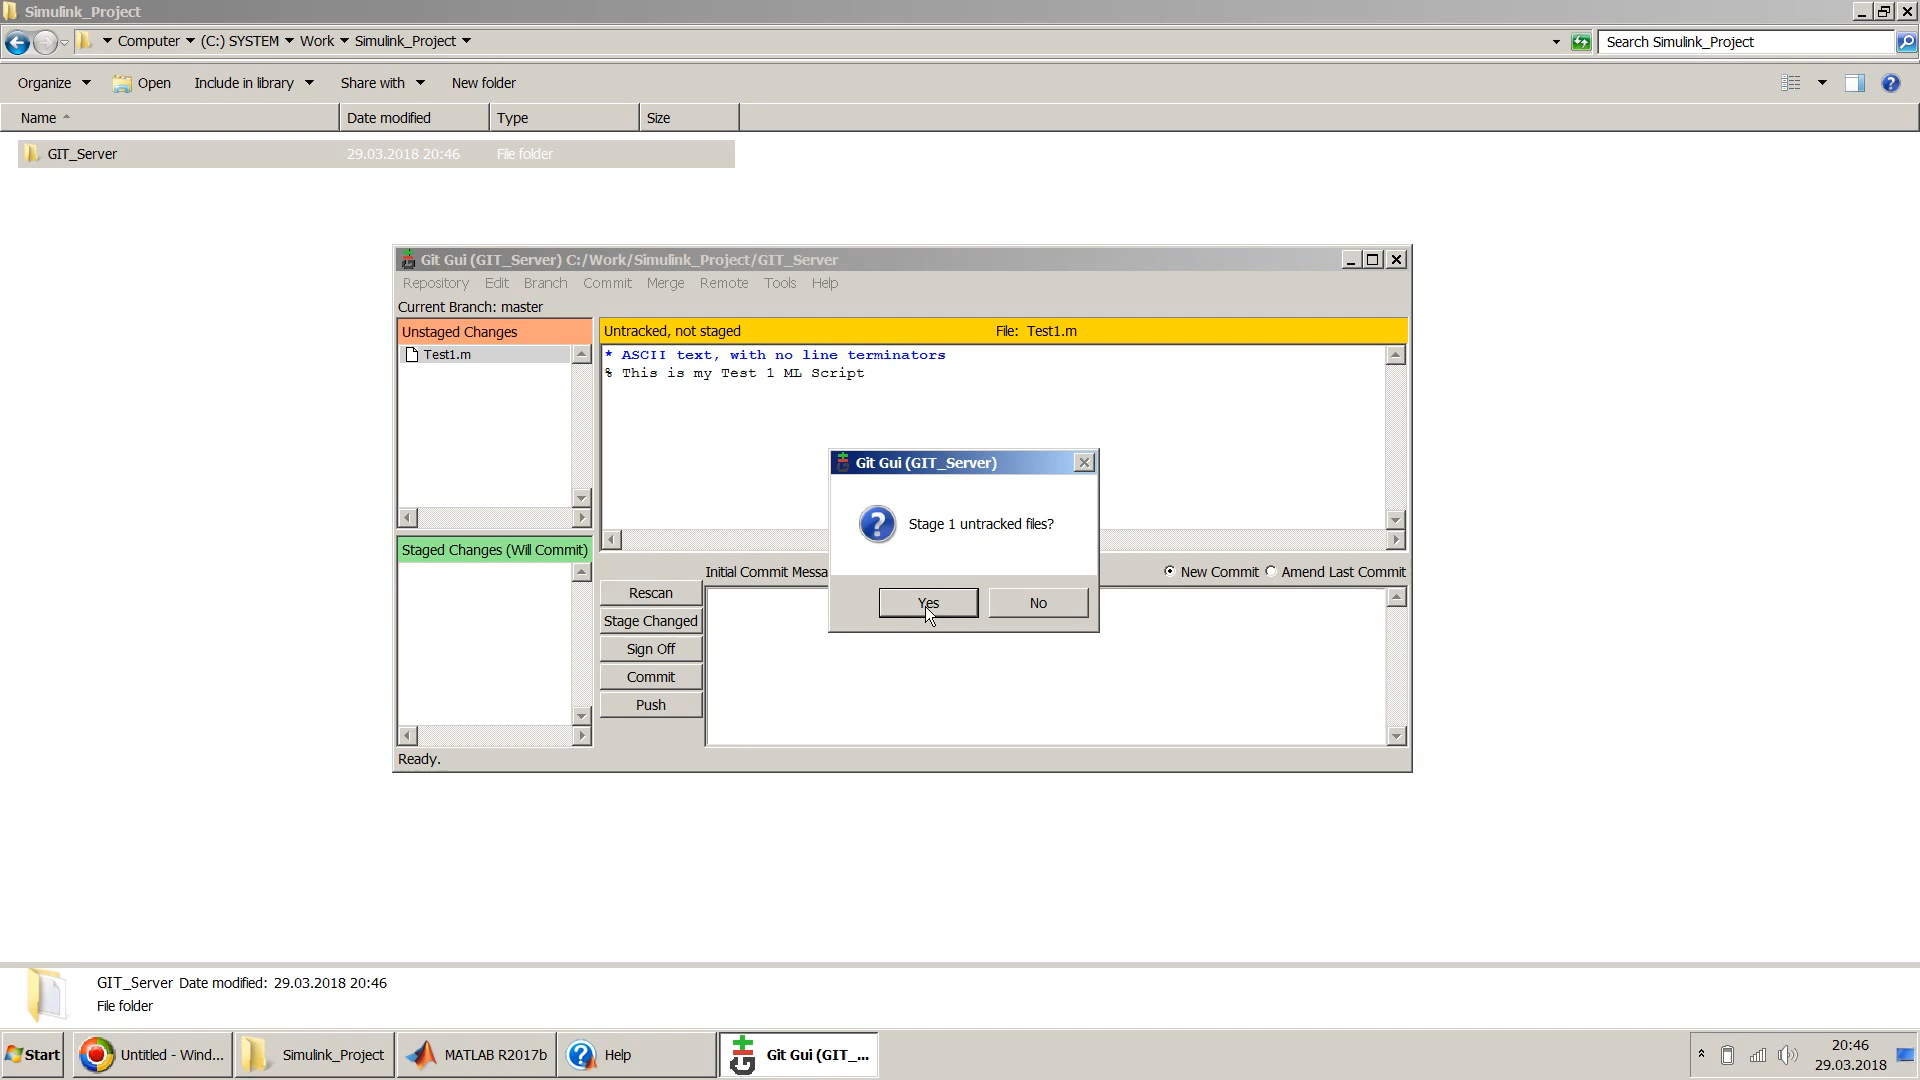 Simulink_Project
Computer (C:) SYSTEM Work Simulink_Project
Search Simulink_Project
Organize Open Include in library Share with New folder
Name Date modified Type Size
GIT_Server 29.03.2018 20:46 File folder
Git Gui (GIT_Server) C:/Work/Simulink_Project/GIT_Server
Repository Edit Branch Commit Merge Remote Tools Help
Current Branch: master
Unstaged Changes
Test1.m
Untracked, not staged File: Test1.m
* ASCII text, with no line terminators
% This is my Test 1 ML Script
Git Gui (GIT_Server)
Stage 1 untracked files?
Yes No
Staged Changes (Will Commit)
Initial Commit Messa
New Commit Amend Last Commit
Rescan
Stage Changed
Sign Off
Commit
Push
Ready.
GIT_Server Date modified: 29.03.2018 20:46
File folder
Start Untitled - Wind... Simulink_Project MATLAB R2017b Help Git Gui (GIT_...
20:46
29.03.2018